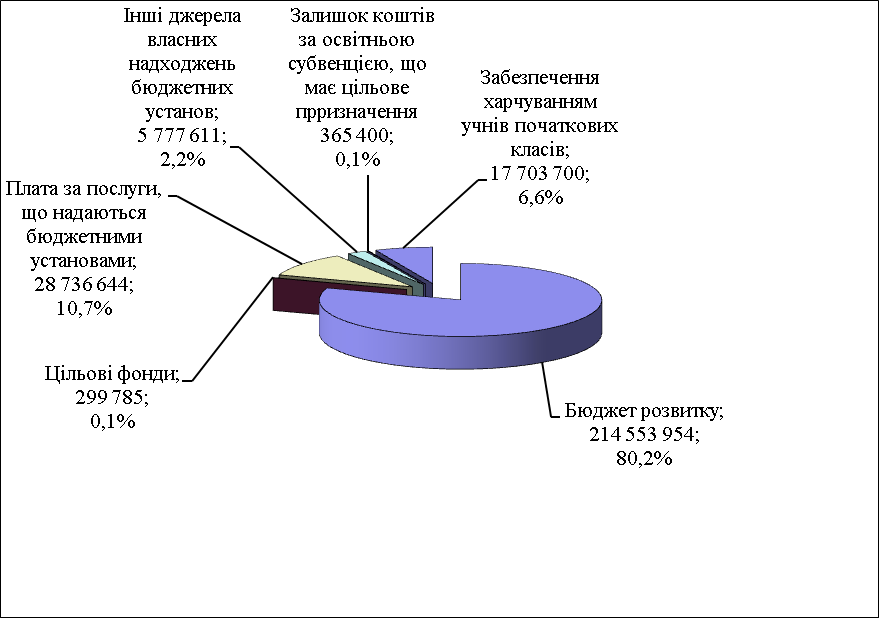 Інші джерела
власних
надходжень
бюджетних
установ;
5 777 611;
2,2%
Залишок коштів
за освітньою
субвенцією, що
має цільове
прризначення
365 400;
0,1%
Забезпечення
харчуванням
учнів початкових
класів;
17 703 700;
6,6%
Плата за послуги,
що надаються
бюджетними
установами;
28 736 644;
10,7%
Цільові фонди;
299 785;
0,1%
Бюджет розвитку;
214 553 954;
80,2%